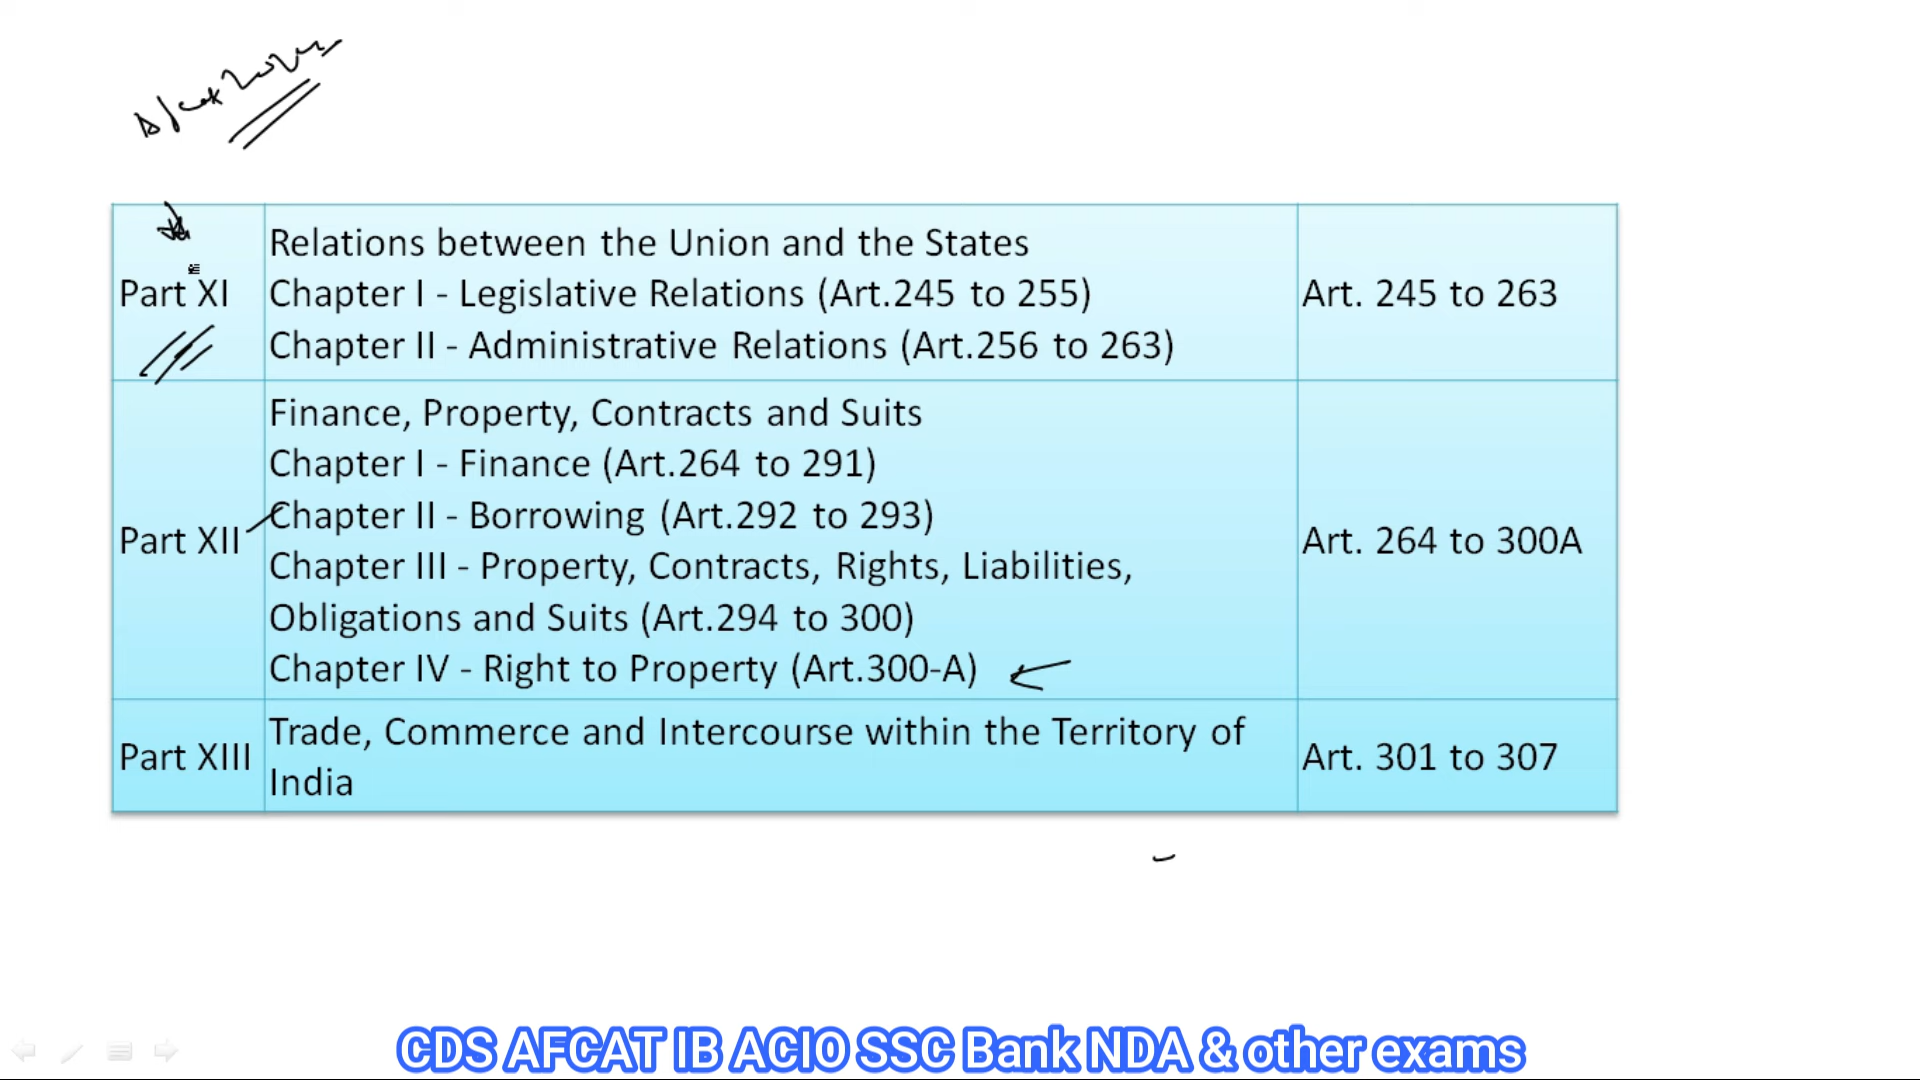 Afcat 2024
Relations between the Union and the States
Part XI
Chapter I - Legislative Relations (Art.245 to 255)
Art. 245 to 263
Chapter II - Administrative Relations (Art.256 to 263)
Finance, Property, Contracts and Suits
Chapter I - Finance (Art.264 to 291)
Chapter II - Borrowing (Art.292 to 293)
Part XII
Art. 264 to 300A
Chapter III - Property, Contracts, Rights, Liabilities,
Obligations and Suits (Art.294 to 300)
Chapter IV - Right to Property (Art.300-A)
Trade, Commerce and Intercourse within the Territory of
India
Part XIII
Art. 301 to 307
CDS AFCAT IB ACIO SSC Bank NDA & other exams